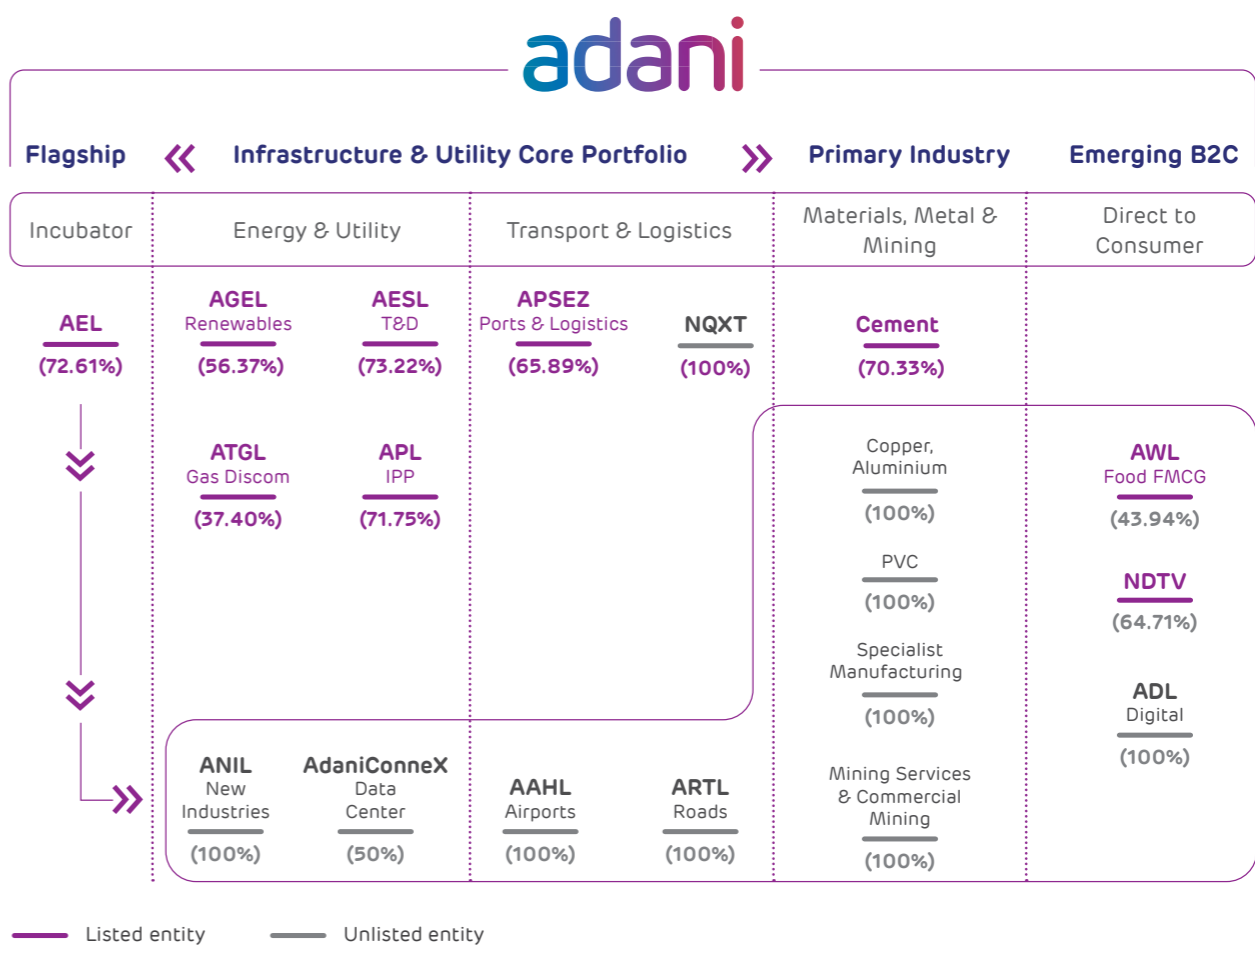 adani
Flagship
Infrastructure & Utility Core Portfolio
Primary Industry
Emerging B2C
Incubator
Energy & Utility
Transport & Logistics
Materials, Metal &
Mining
Direct to
Consumer
AEL
(72.61%)
AGEL
Renewables
(56.37%)
AESL
T&D
(73.22%)
APSEZ
Ports & Logistics
(65.89%)
NQXT
(100%)
Cement
(70.33%)
ATGL
Gas Discom
(37.40%)
APL
IPP
(71.75%)
Copper,
Aluminium
(100%)
PVC
(100%)
Specialist
Manufacturing
(100%)
Mining Services
& Commercial
Mining
(100%)
AWL
Food FMCG
(43.94%)
NDTV
(64.71%)
ADL
Digital
(100%)
ANIL
New
Industries
(100%)
AdaniConneX
Data
Center
(50%)
AAHL
Airports
(100%)
ARTL
Roads
(100%)
Listed entity
Unlisted entity